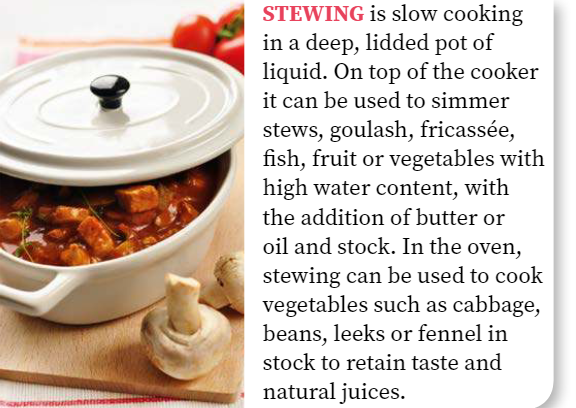 STEWING is slow cooking
in a deep, lidded pot of
liquid. On top of the cooker
it can be used to simmer
stews, goulash, fricassée,
fish, fruit or vegetables with
high water content, with
the addition of butter or
oil and stock. In the oven,
stewing can be used to cook
vegetables such as cabbage,
beans, leeks or fennel in
stock to retain taste and
natural juices.